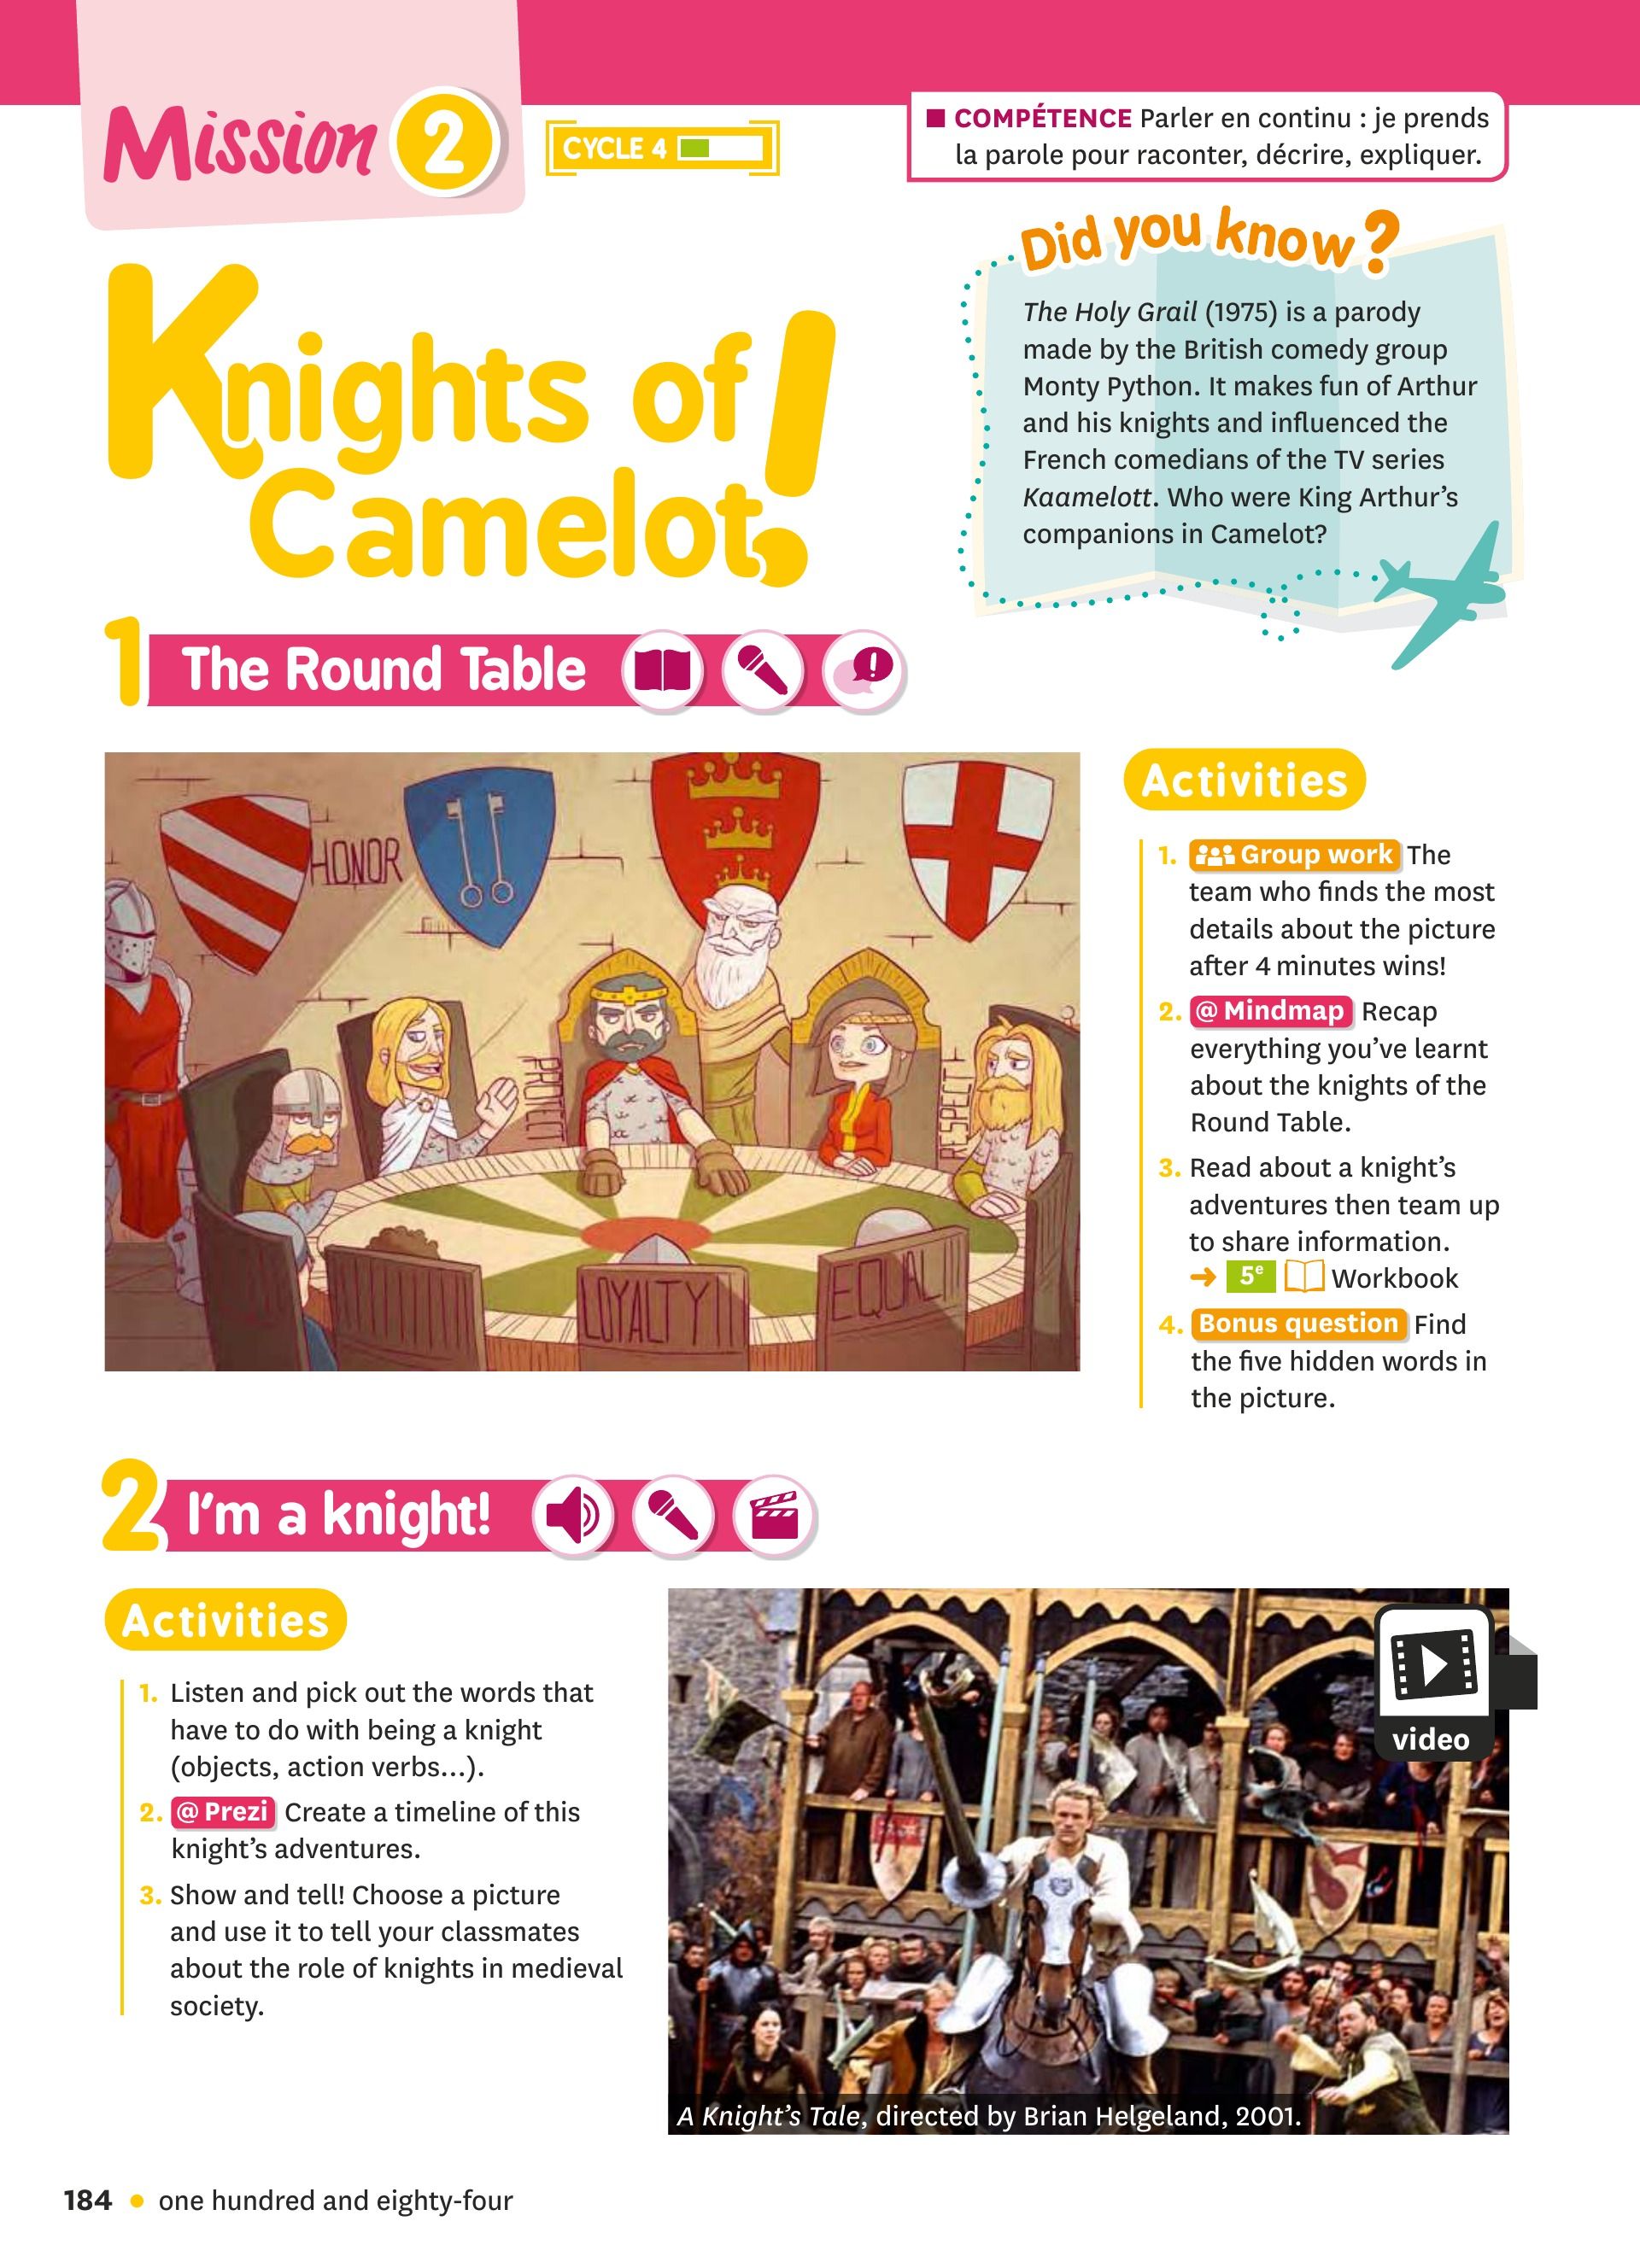 Mission 2
CYCLE 4
■ COMPÉTENCE Parler en continu : je prends
la parole pour raconter, décrire, expliquer.
Did you know?
The Holy Grail (1975) is a parody
made by the British comedy group
Monty Python. It makes fun of Arthur
and his knights and influenced the
French comedians of the TV series
Kaamelott. Who were King Arthur's
companions in Camelot?
Knights of
Camelot!
1 The Round Table
HONOR
PROTECT
RESPECT
LOYALTY
EQUALI
Activities
1. Group work The
team who finds the most
details about the picture
after 4 minutes wins!
2. @ Mindmap Recap
everything you've learnt
about the knights of the
Round Table.
3. Read about a knight's
adventures then team up
to share information.
→ 5e Workbook
4. Bonus question Find
the five hidden words in
the picture.
2 I'm a knight!
Activities
1. Listen and pick out the words that
have to do with being a knight
(objects, action verbs...).
2. @ Prezi Create a timeline of this
knight's adventures.
3. Show and tell! Choose a picture
and use it to tell your classmates
about the role of knights in medieval
society.
video
A Knight's Tale, directed by Brian Helgeland, 2001.
184 • one hundred and eighty-four